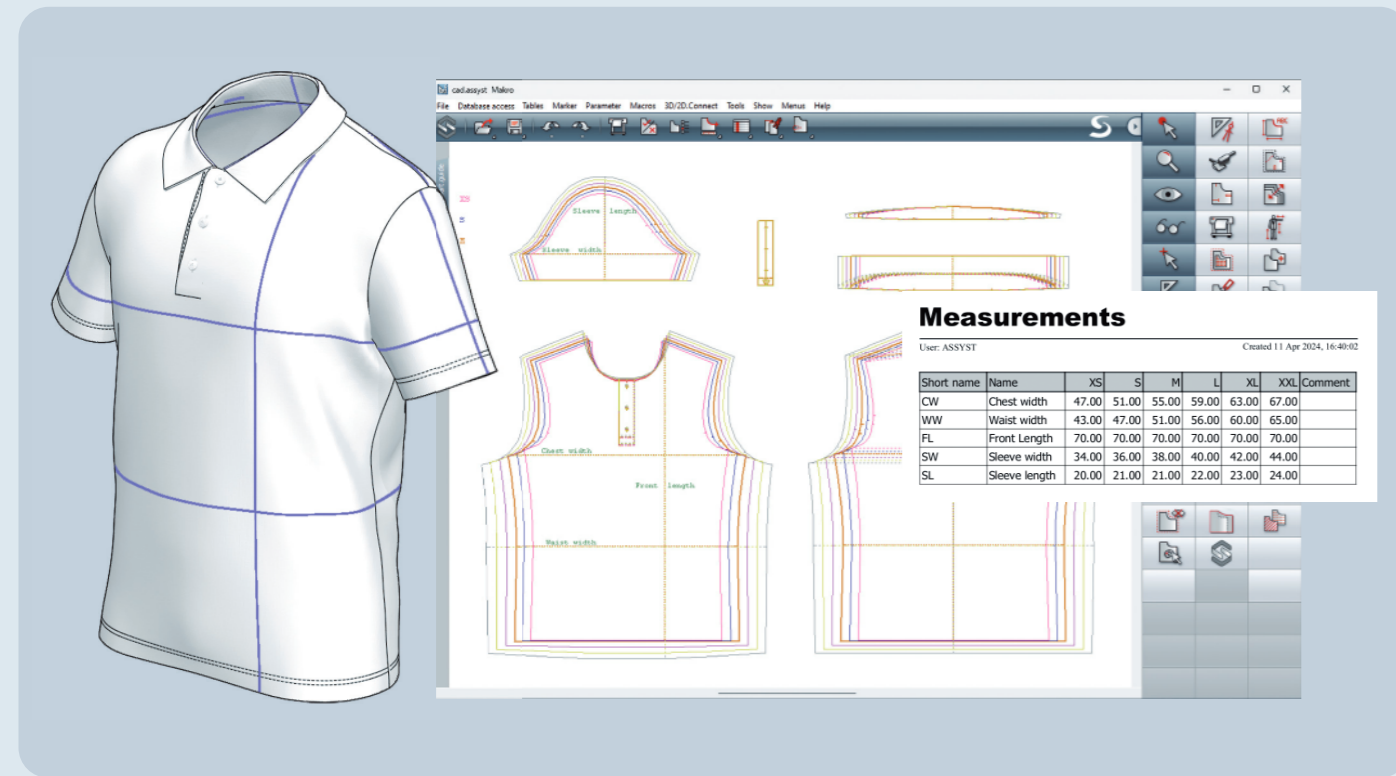 cad.assyst Makro
File Database access Tables Marker Parameter Macros 3D/2D.Connect Tools Show Menus Help
ABC
Sleeve length
Sleeve width
Chest width
Front length
Waist width
Measurements
User: ASSYST Created 11 Apr 2024, 16:40:02
Short name Name XS S M L XL XXL Comment
CW Chest width 47.00 51.00 55.00 59.00 63.00 67.00
WW Waist width 43.00 47.00 51.00 56.00 60.00 65.00
FL Front Length 70.00 70.00 70.00 70.00 70.00 70.00
SW Sleeve width 34.00 36.00 38.00 40.00 42.00 44.00
SL Sleeve length 20.00 21.00 21.00 22.00 23.00 24.00